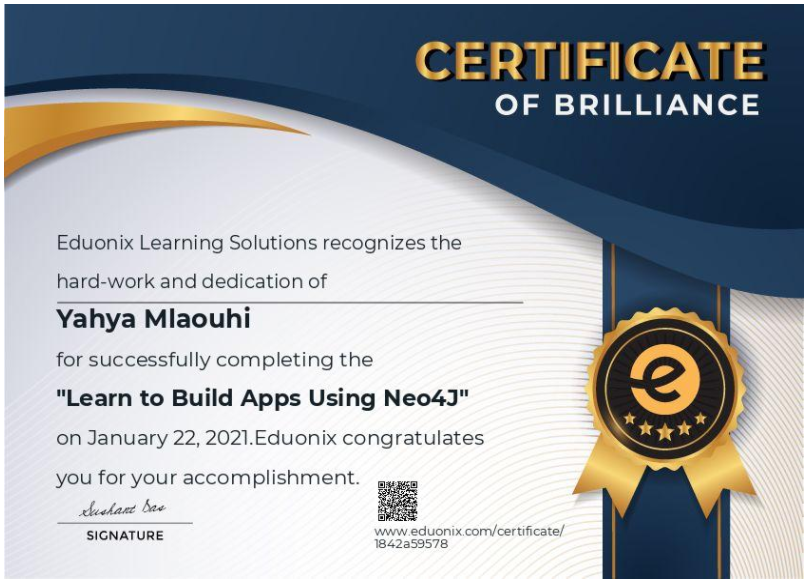 CERTIFICATE
OF BRILLIANCE
Eduonix Learning Solutions recognizes the
hard-work and dedication of
Yahya Mlaouhi
for successfully completing the
"Learn to Build Apps Using Neo4J"
on January 22, 2021.Eduonix congratulates
you for your accomplishment.
Sushant Das
SIGNATURE
www.eduonix.com/certificate/
1842a59578
e